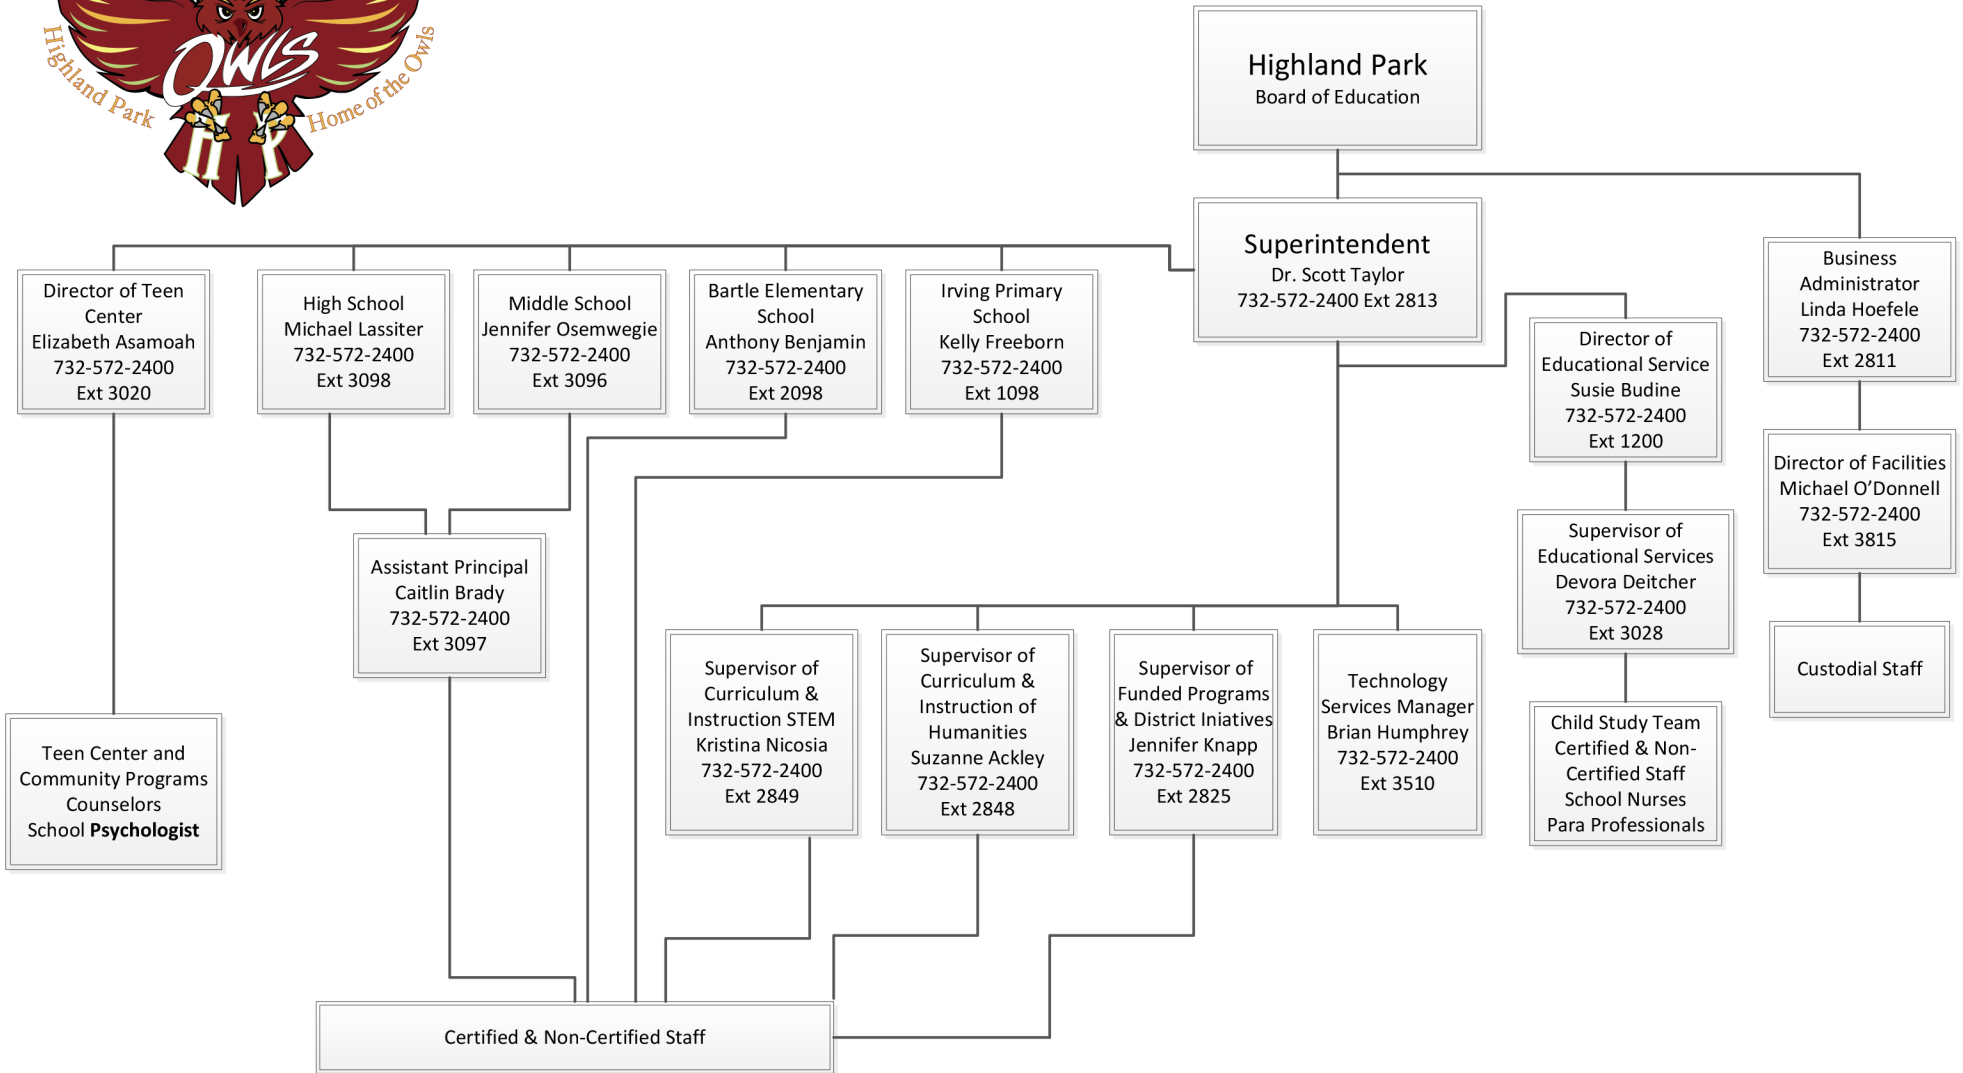 Highland Park
OWLS
Home of the Owls
HP
Highland Park
Board of Education
Superintendent
Dr. Scott Taylor
732-572-2400 Ext 2813
Business
Administrator
Linda Hoefele
732-572-2400
Ext 2811
Director of Teen
Center
Elizabeth Asamoah
732-572-2400
Ext 3020
High School
Michael Lassiter
732-572-2400
Ext 3098
Middle School
Jennifer Osemwegie
732-572-2400
Ext 3096
Bartle Elementary
School
Anthony Benjamin
732-572-2400
Ext 2098
Irving Primary
School
Kelly Freeborn
732-572-2400
Ext 1098
Director of
Educational Service
Susie Budine
732-572-2400
Ext 1200
Director of Facilities
Michael O’Donnell
732-572-2400
Ext 3815
Supervisor of
Educational Services
Devora Deitcher
732-572-2400
Ext 3028
Assistant Principal
Caitlin Brady
732-572-2400
Ext 3097
Custodial Staff
Supervisor of
Curriculum &
Instruction STEM
Kristina Nicosia
732-572-2400
Ext 2849
Supervisor of
Curriculum &
Instruction of
Humanities
Suzanne Ackley
732-572-2400
Ext 2848
Supervisor of
Funded Programs
& District Iniatives
Jennifer Knapp
732-572-2400
Ext 2825
Technology
Services Manager
Brian Humphrey
732-572-2400
Ext 3510
Child Study Team
Certified & Non-
Certified Staff
School Nurses
Para Professionals
Teen Center and
Community Programs
Counselors
School Psychologist
Certified & Non-Certified Staff